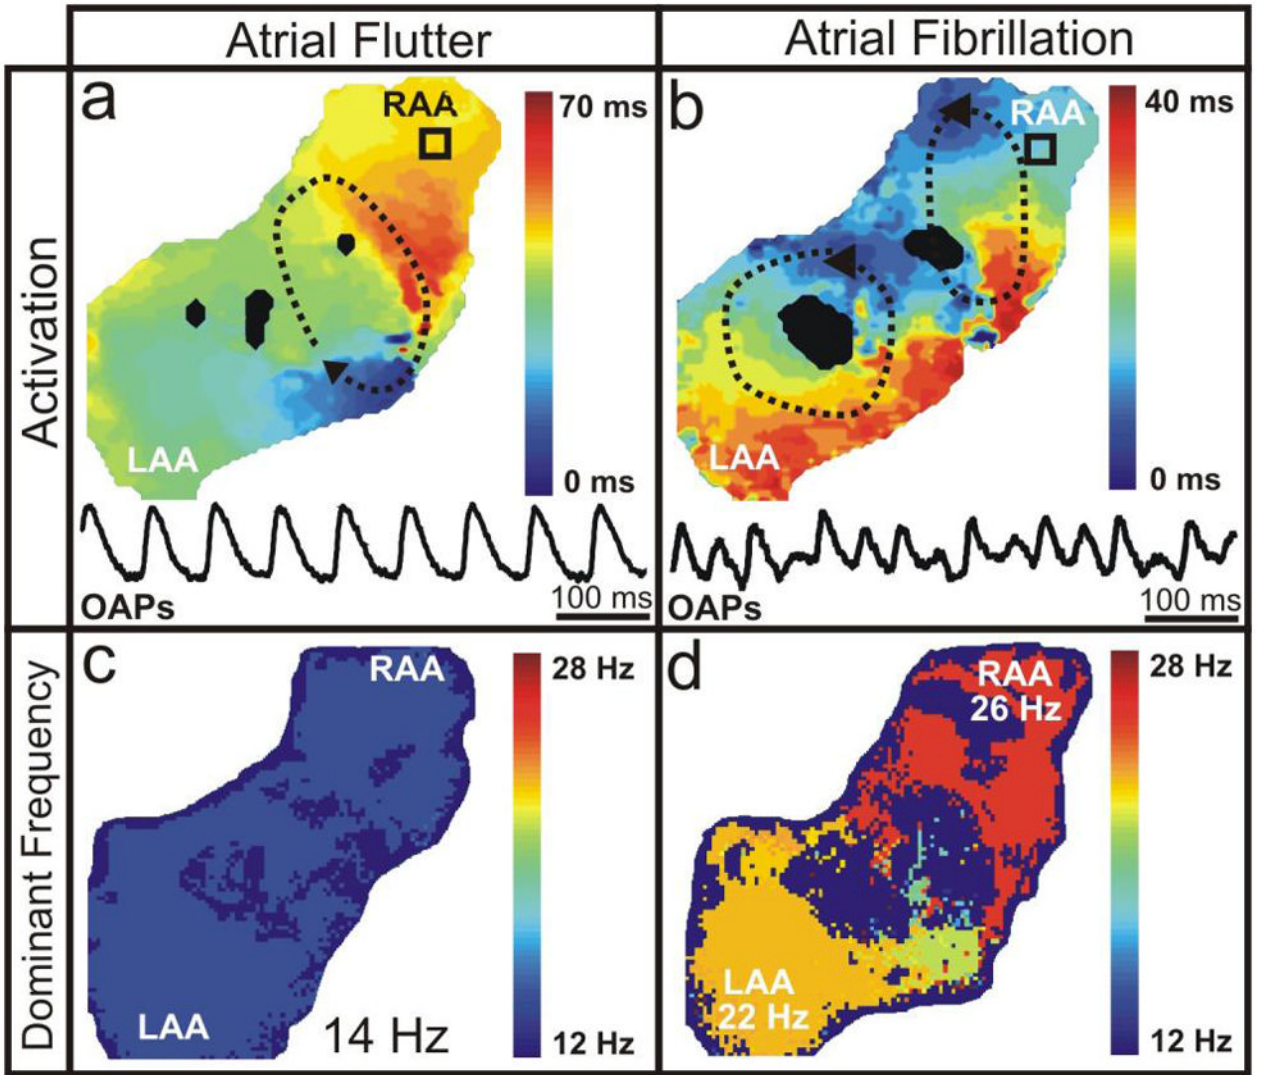 Atrial Flutter
Atrial Fibrillation
Activation
a
RAA
70 ms
LAA
0 ms
OAPs
100 ms
b
RAA
40 ms
LAA
0 ms
OAPs
100 ms
Dominant Frequency
c
RAA
28 Hz
LAA
14 Hz
12 Hz
d
RAA
26 Hz
28 Hz
LAA
22 Hz
12 Hz